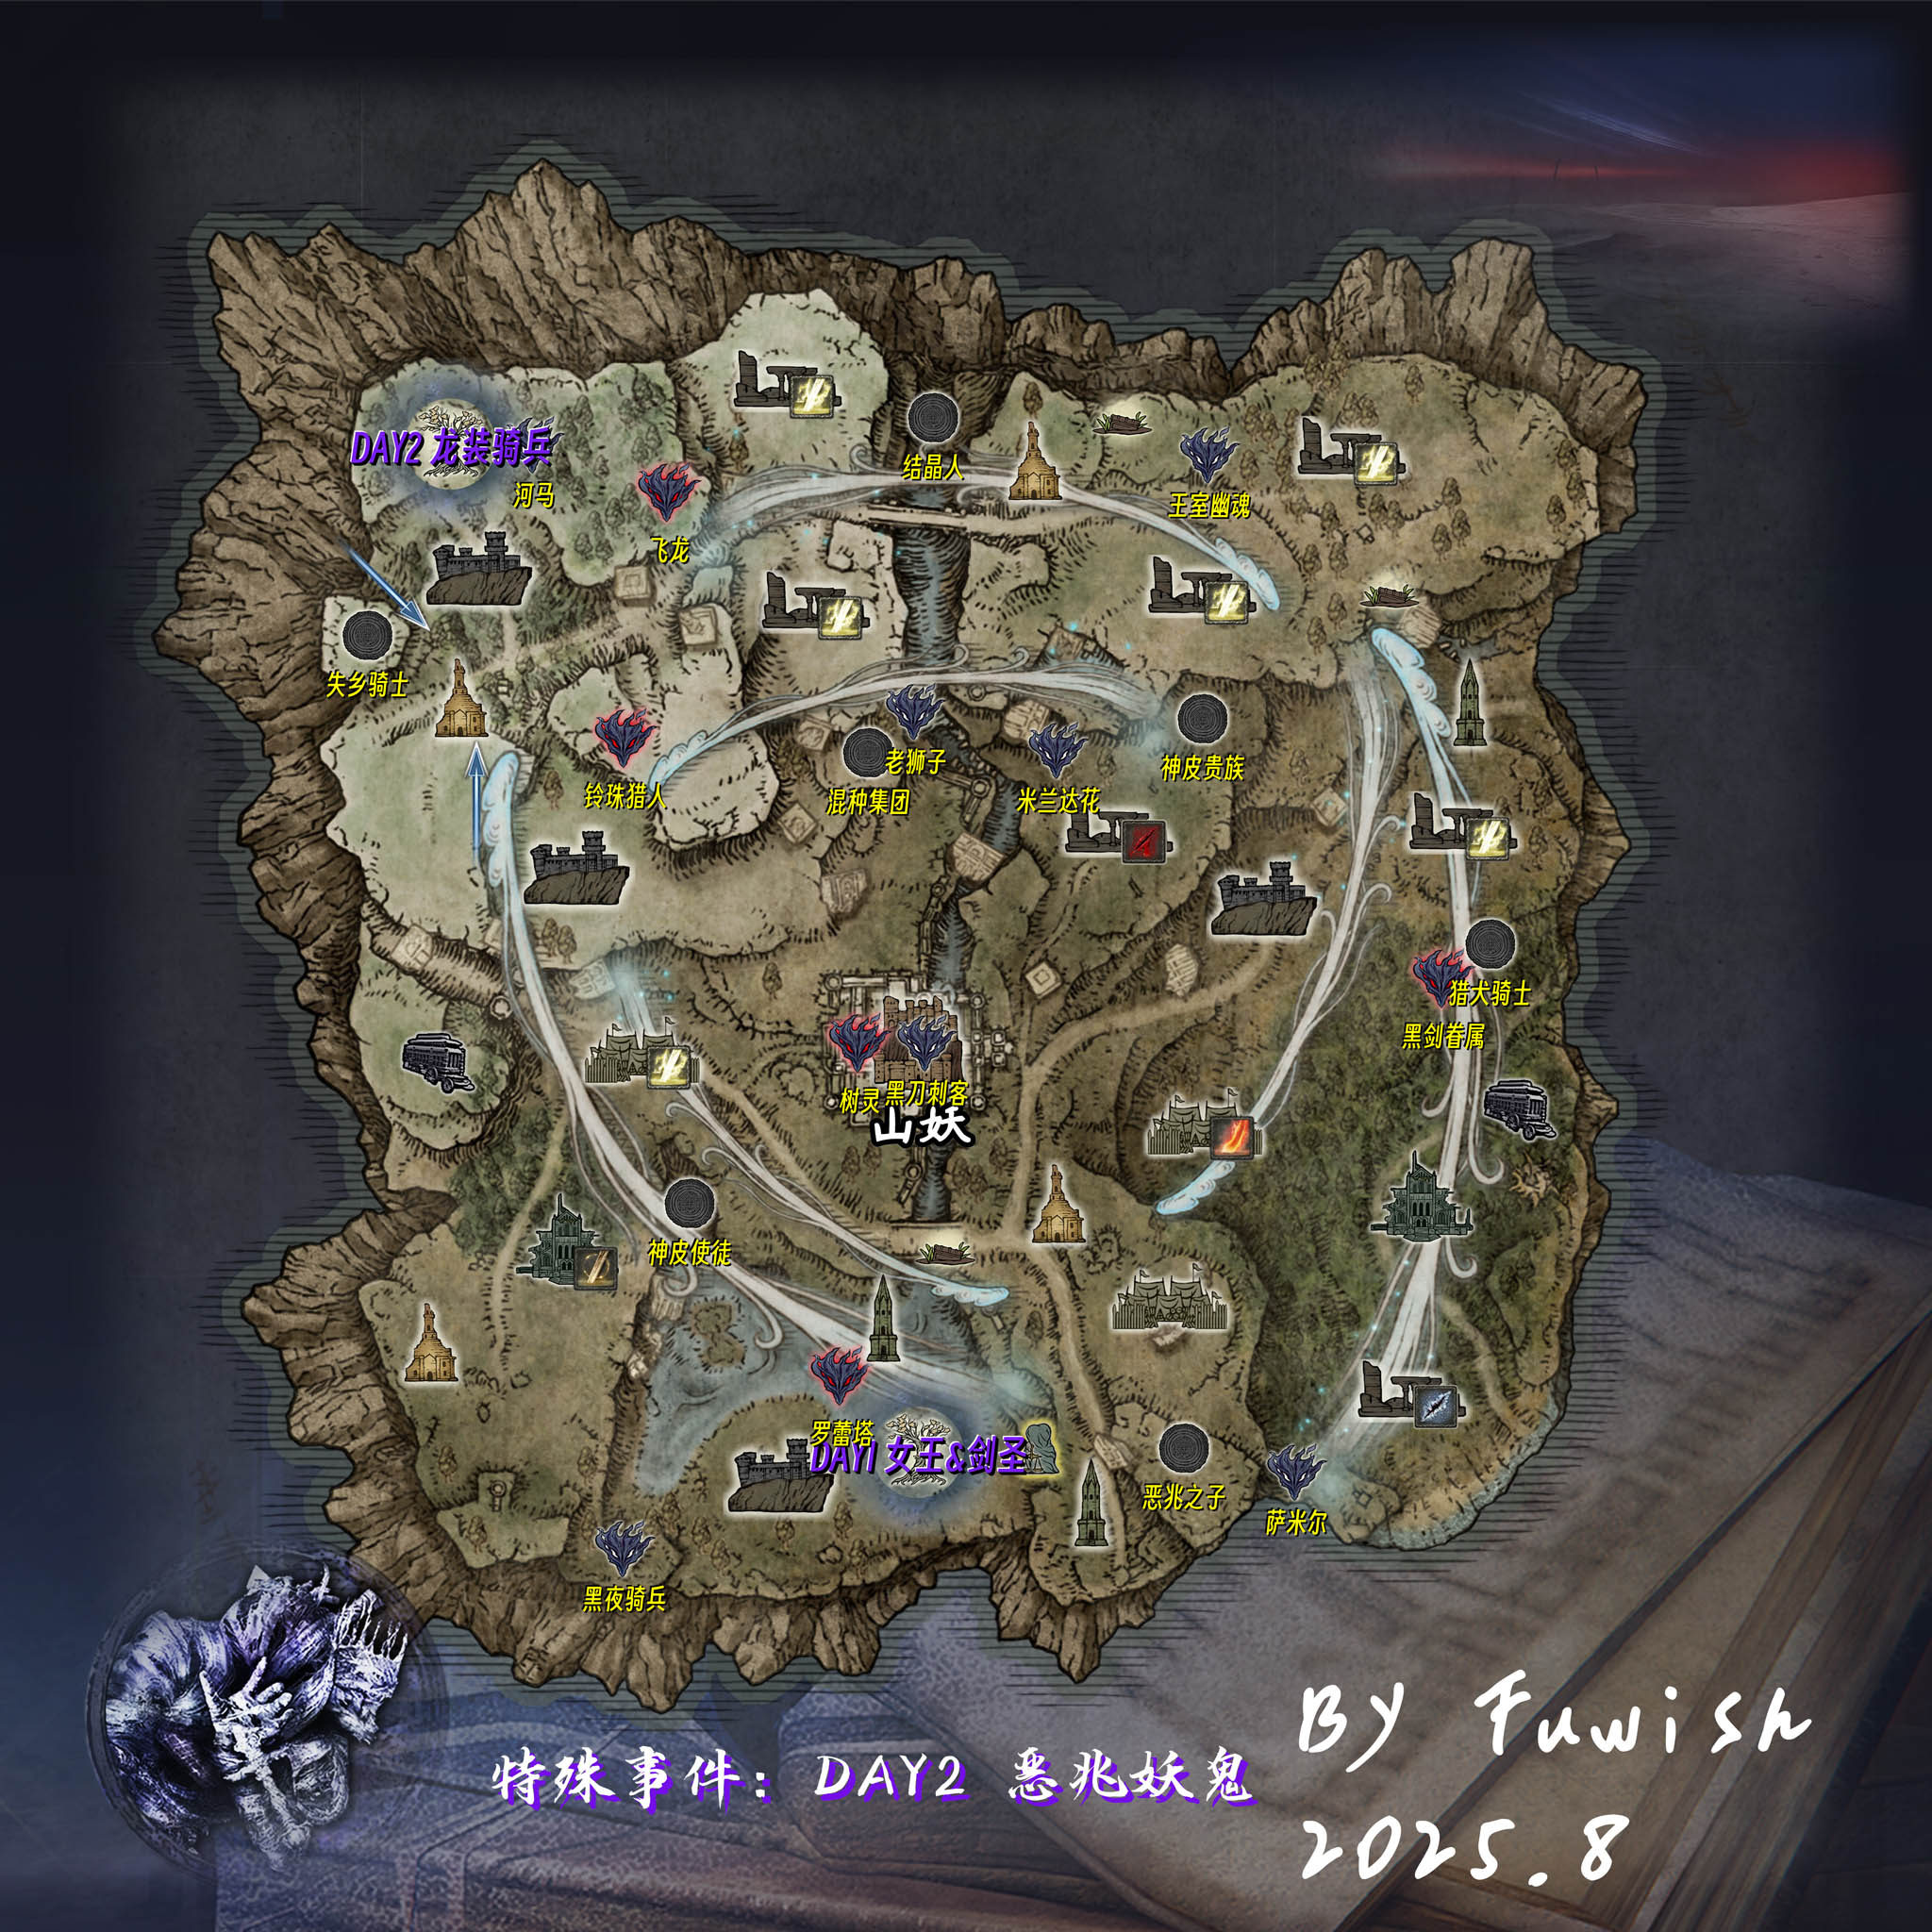 DAY2 龙装骑兵
河马
结晶人
王室幽魂
飞龙
失乡骑士
铃珠猎人
老狮子
混种集团
米兰达花
神皮贵族
猎犬骑士
黑剑眷属
树灵
黑刀刺客
山妖
神皮使徒
罗蕾塔
DAY1 女王&剑圣
恶兆之子
萨米尔
黑夜骑兵
特殊事件：DAY2 恶兆妖鬼
By Fuwish
2025.8